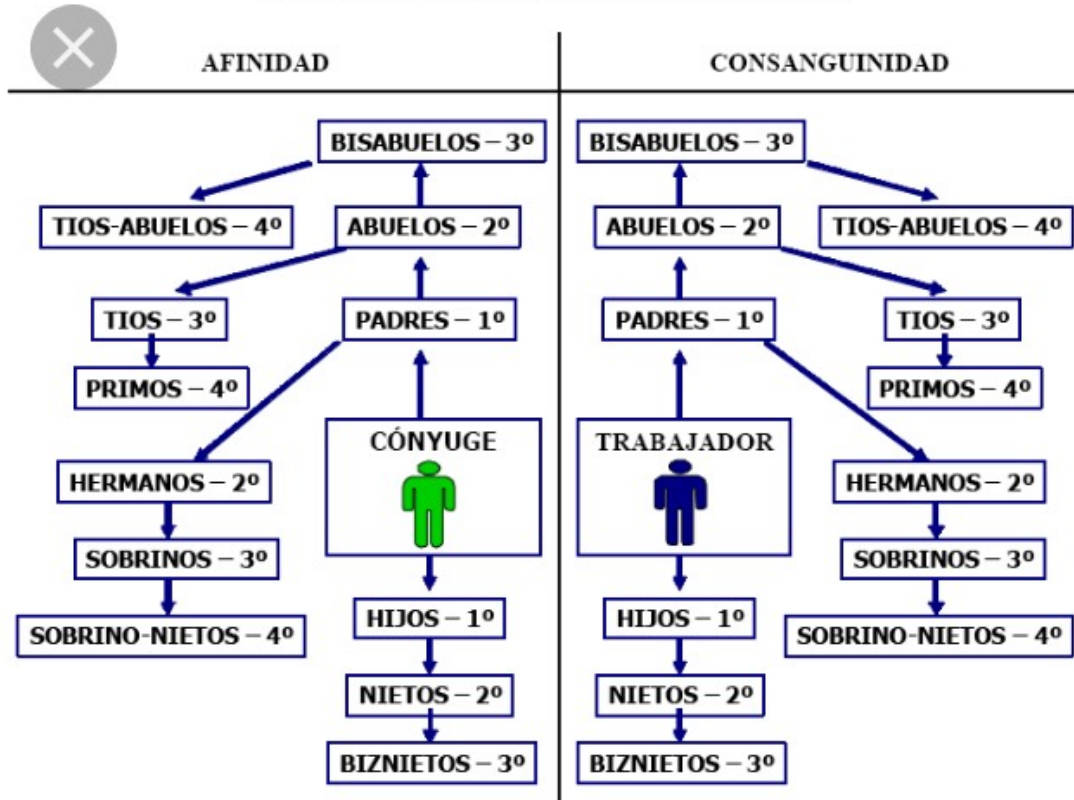 AFINIDAD
CONSANGUINIDAD
BISABUELOS – 3º
BISABUELOS – 3º
TIOS-ABUELOS – 4º
ABUELOS – 2º
ABUELOS – 2º
TIOS-ABUELOS – 4º
TIOS – 3º
PADRES – 1º
PADRES – 1º
TIOS – 3º
PRIMOS – 4º
PRIMOS – 4º
CÓNYUGE
TRABAJADOR
HERMANOS – 2º
HERMANOS – 2º
SOBRINOS – 3º
SOBRINOS – 3º
HIJOS – 1º
HIJOS – 1º
SOBRINO-NIETOS – 4º
SOBRINO-NIETOS – 4º
NIETOS – 2º
NIETOS – 2º
BIZNIETOS – 3º
BIZNIETOS – 3º